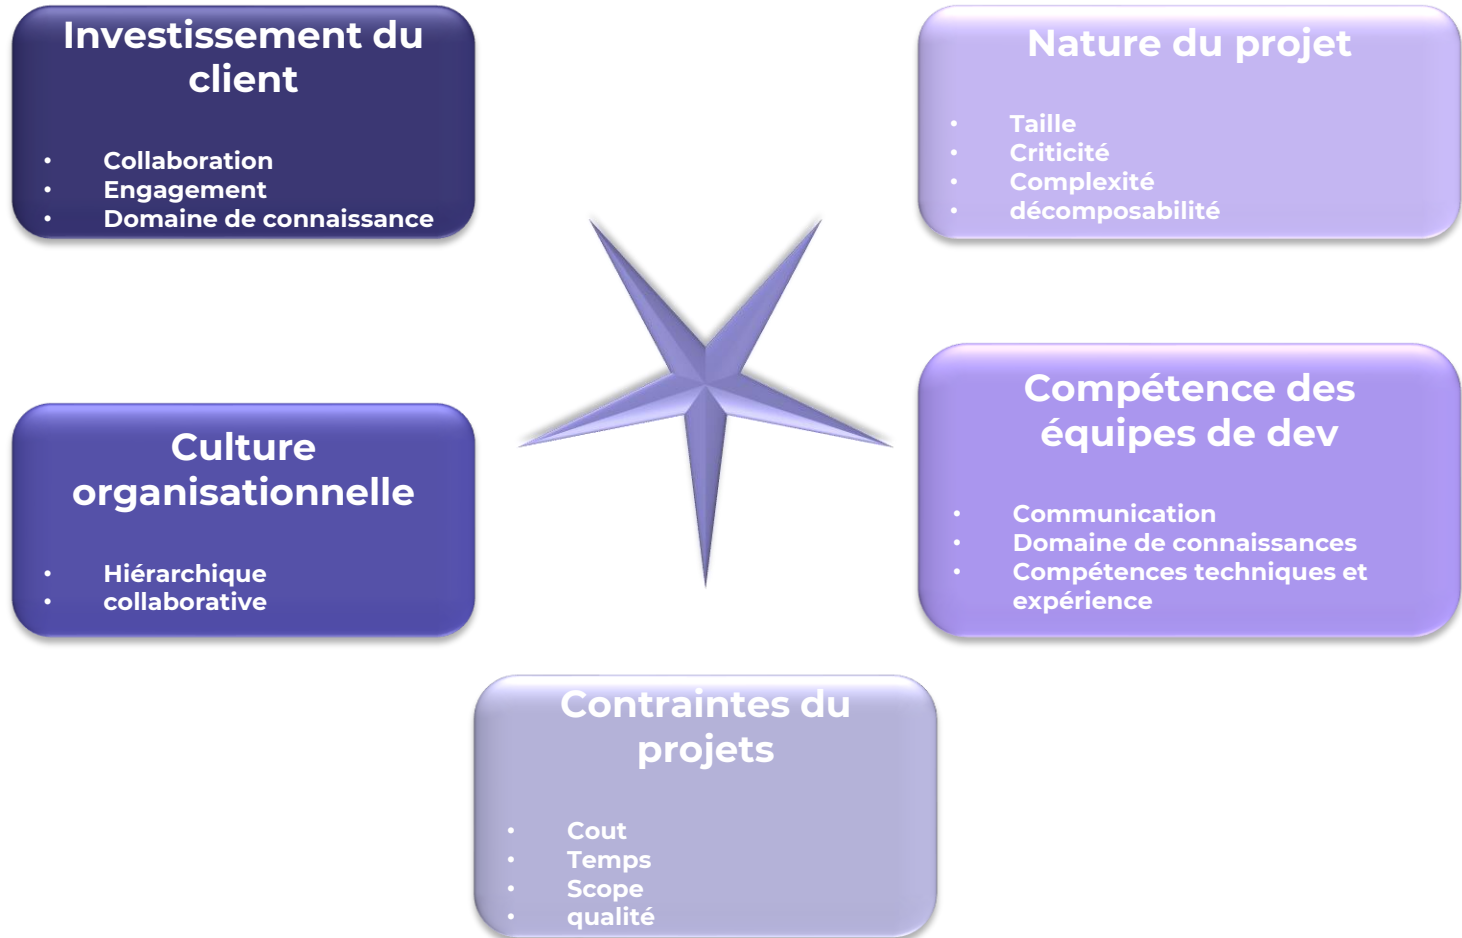 Investissement du
client
• Collaboration
• Engagement
• Domaine de connaissance
Nature du projet
• Taille
• Criticité
• Complexité
• décomposabilité
Culture
organisationnelle
• Hiérarchique
• collaborative
Compétence des
équipes de dev
• Communication
• Domaine de connaissances
• Compétences techniques et
expérience
Contraintes du
projets
• Cout
• Temps
• Scope
• qualité